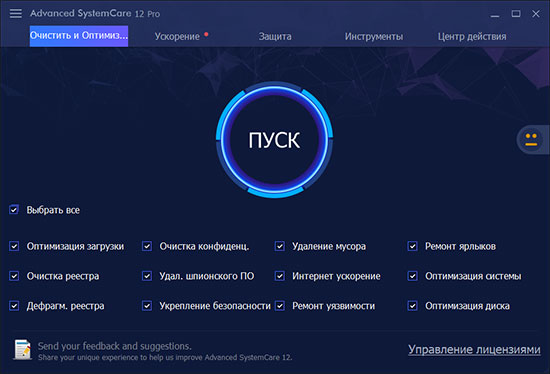 Advanced SystemCare 12 Pro
Очистить и Оптимиз... Ускорение Защита Инструменты Центр действия
ПУСК
Выбрать все
Оптимизация загрузки Очистка конфиденц. Удаление мусора Ремонт ярлыков
Очистка реестра Удал. шпионского ПО Интернет ускорение Оптимизация системы
Дефрагм. реестра Укрепление безопасности Ремонт уязвимости Оптимизация диска
Send your feedback and suggestions.
Share your unique experience to help us improve Advanced SystemCare 12.
Управление лицензиями